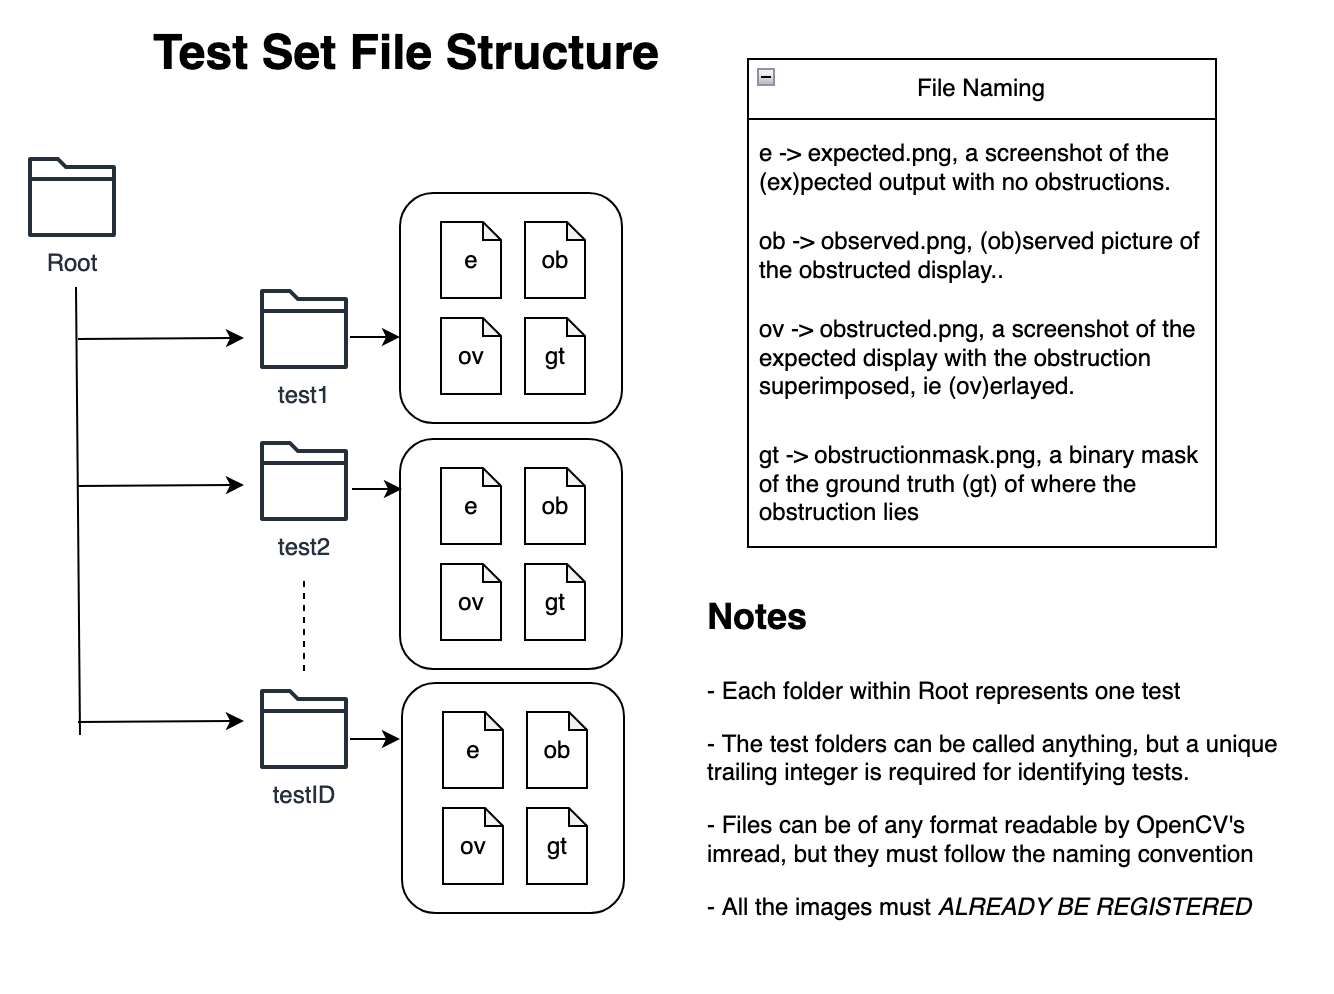 Test Set File Structure
Root
test1
e
ob
ov
gt
test2
e
ob
ov
gt
testID
e
ob
ov
gt
File Naming
e -> expected.png, a screenshot of the
(ex)pected output with no obstructions.
ob -> observed.png, (ob)served picture of
the obstructed display..
ov -> obstructed.png, a screenshot of the
expected display with the obstruction
superimposed, ie (ov)erlayed.
gt -> obstructionmask.png, a binary mask
of the ground truth (gt) of where the
obstruction lies
Notes
- Each folder within Root represents one test
- The test folders can be called anything, but a unique
trailing integer is required for identifying tests.
- Files can be of any format readable by OpenCV's
imread, but they must follow the naming convention
- All the images must ALREADY BE REGISTERED